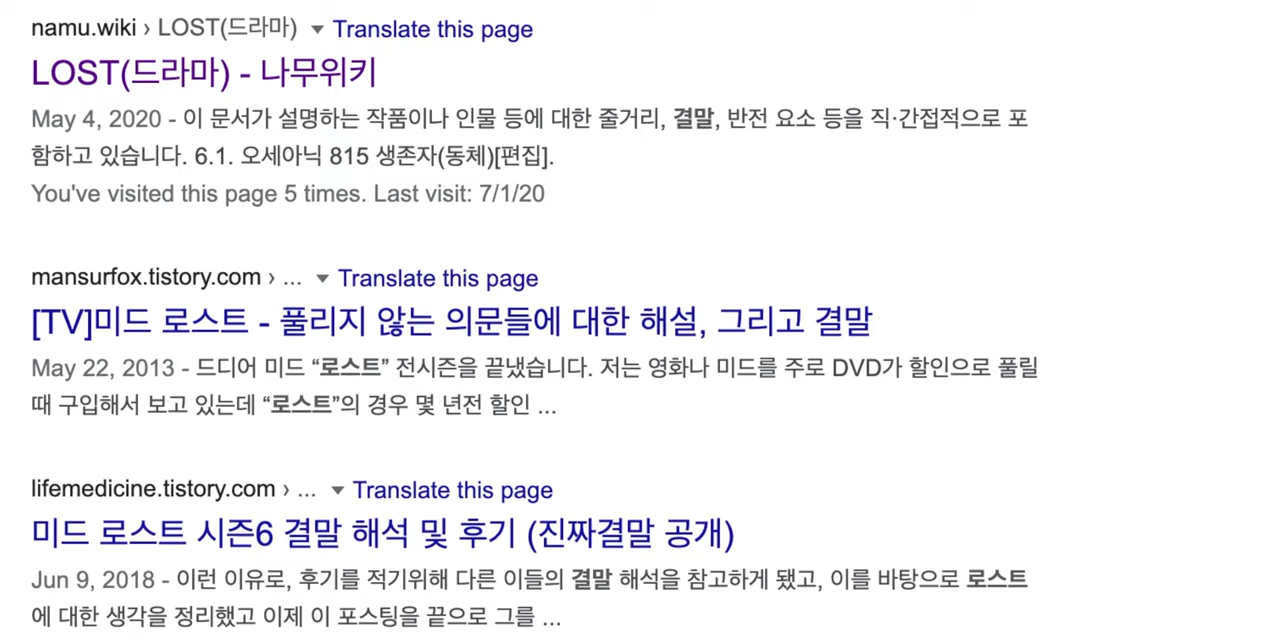 namu.wiki › LOST(드라마) ▼ Translate this page
LOST(드라마) - 나무위키
May 4, 2020 - 이 문서가 설명하는 작품이나 인물 등에 대한 줄거리, 결말, 반전 요소 등을 직·간접적으로 포
함하고 있습니다. 6.1. 오세아닉 815 생존자(동체)[편집].
You've visited this page 5 times. Last visit: 7/1/20
mansurfox.tistory.com › ... ▼ Translate this page
[TV]미드 로스트 - 풀리지 않는 의문들에 대한 해설, 그리고 결말
May 22, 2013 - 드디어 미드 “로스트” 전시즌을 끝냈습니다. 저는 영화나 미드를 주로 DVD가 할인으로 풀릴
때 구입해서 보고 있는데 “로스트”의 경우 몇 년전 할인 ...
lifemedicine.tistory.com › ... ▼ Translate this page
미드 로스트 시즌6 결말 해석 및 후기 (진짜결말 공개)
Jun 9, 2018 - 이런 이유로, 후기를 적기위해 다른 이들의 결말 해석을 참고하게 됐고, 이를 바탕으로 로스트
에 대한 생각을 정리했고 이제 이 포스팅을 끝으로 그를 ...